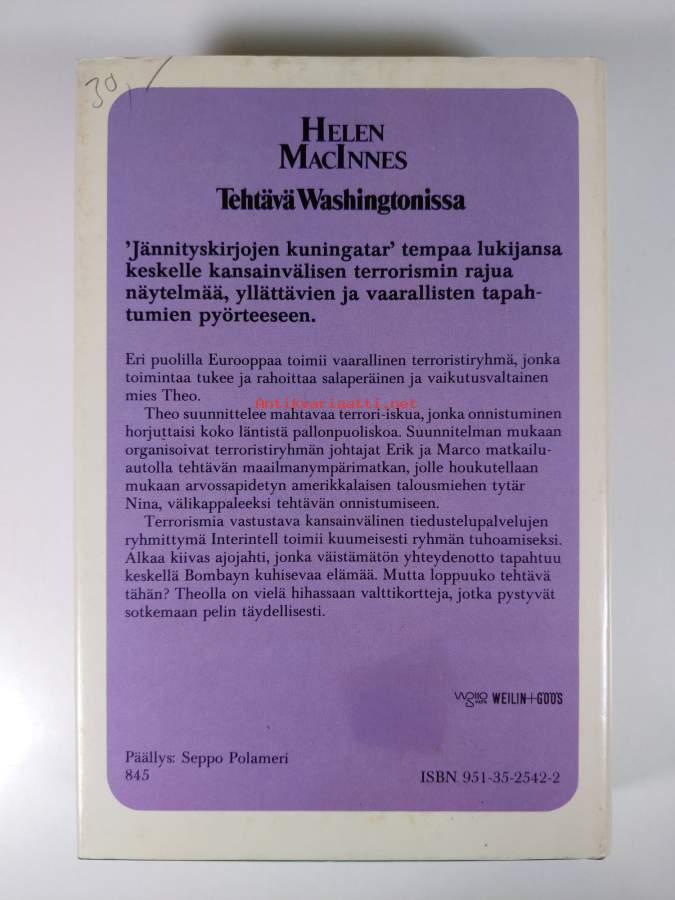 30,-
HELEN
MACINNES
Tehtävä Washingtonissa
'Jännityskirjojen kuningatar' tempaa lukijansa
keskelle kansainvälisen terrorismin rajua
näytelmää, yllättävien ja vaarallisten tapah-
tumien pyörteeseen.
Eri puolilla Eurooppaa toimii vaarallinen terroristiryhmä, jonka
toimintaa tukee ja rahoittaa salaperäinen ja vaikutusvaltainen
mies Theo.
Antikvariaatti.net
Theo suunnittelee mahtavaa terrori-iskua, jonka onnistuminen
horjuttaisi koko läntistä pallonpuoliskoa. Suunnitelman mukaan
organisoivat terroristiryhmän johtajat Erik ja Marco matkailu-
autolla tehtävän maailmanympärimatkan, jolle houkutellaan
mukaan arvossapidetyn amerikkalaisen talousmiehen tytär
Nina, välikappaleeksi tehtävän onnistumiseen.
Terrorismia vastustava kansainvälinen tiedustelupalvelujen
ryhmittymä Interintell toimii kuumeisesti ryhmän tuhoamiseksi.
Alkaa kiivas ajojahti, jonka väistämätön yhteydenotto tapahtuu
keskellä Bombayn kuhisevaa elämää. Mutta loppuuko tehtävä
tähän? Theolla on vielä hihassaan valttikortteja, jotka pystyvät
sotkemaan pelin täydellisesti.
WEILIN+GÖÖS
Päällys: Seppo Polameri
845
ISBN 951-35-2542-2